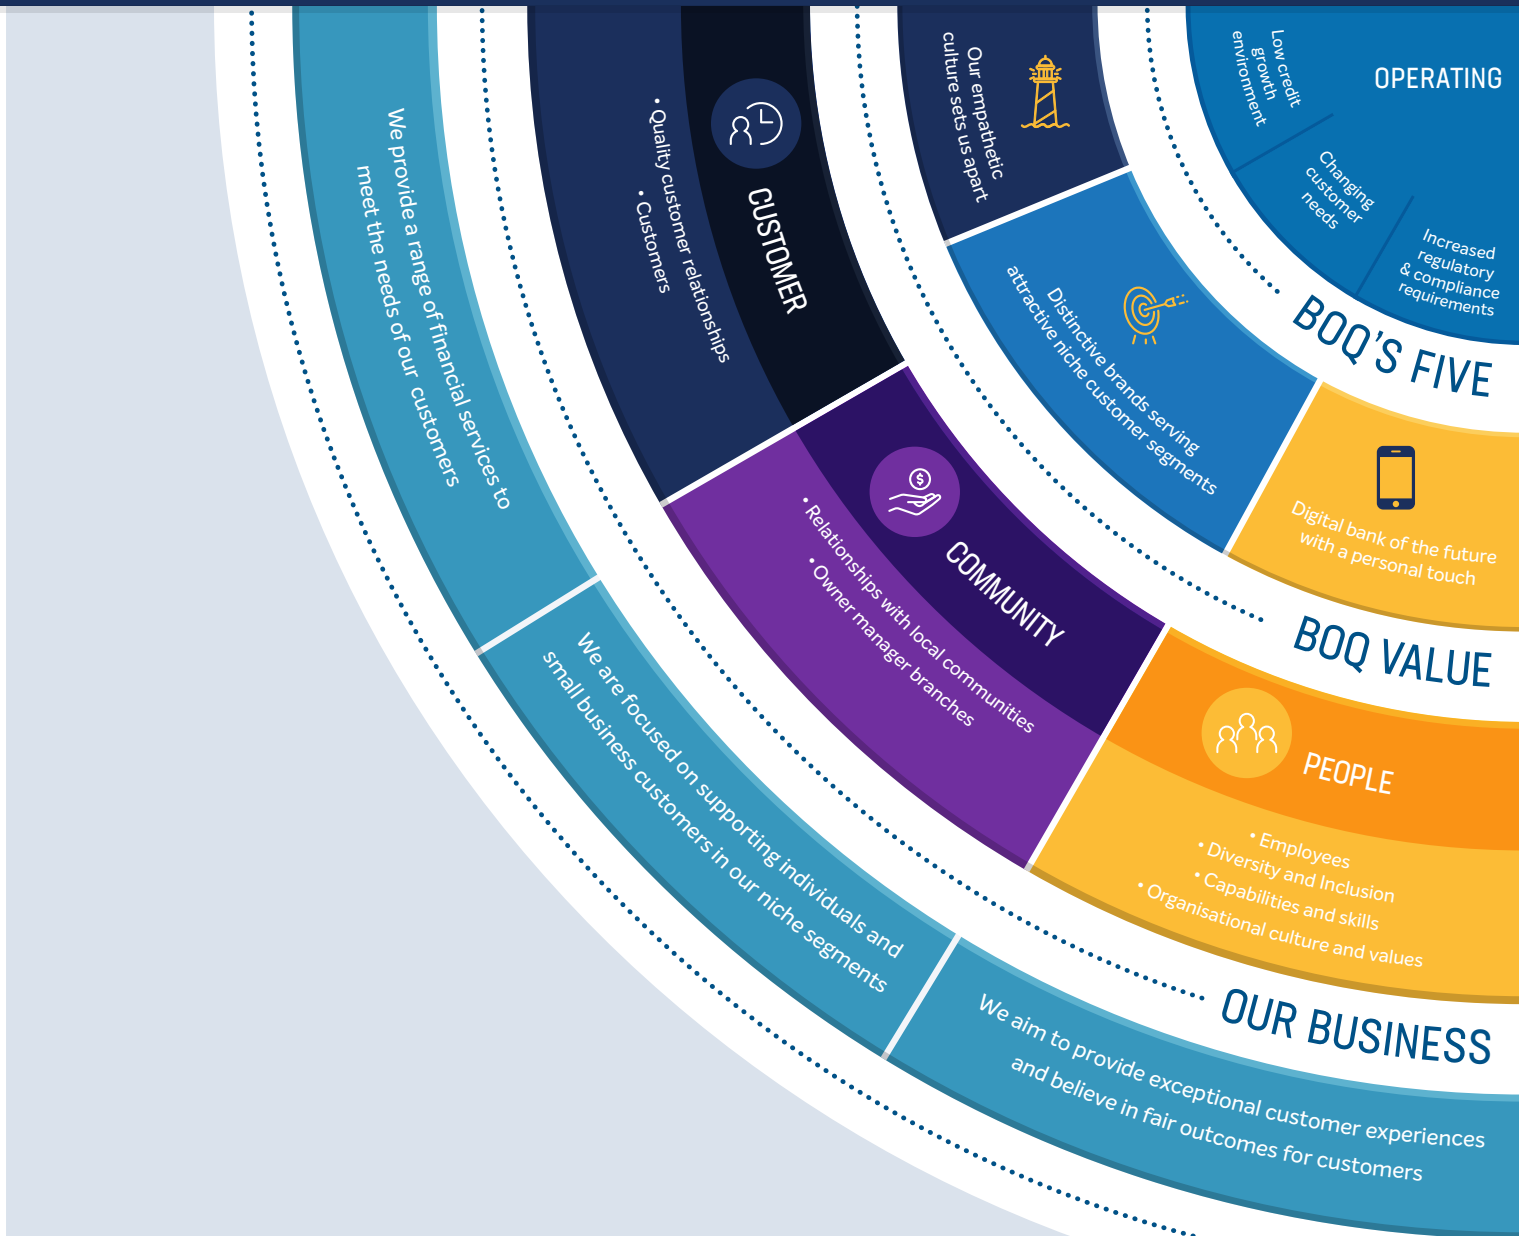 OPERATING
Low credit
growth
environment
Changing
customer
needs
Increased
regulatory
& compliance
requirements
BOQ'S FIVE
Our empathetic
culture sets us apart
Distinctive brands serving
attractive niche customer segments
Digital bank of the future
with a personal touch
BOQ VALUE
CUSTOMER
• Quality customer relationships
• Customers
COMMUNITY
$
• Relationships with local communities
• Owner manager branches
PEOPLE
• Employees
• Diversity and Inclusion
• Capabilities and skills
• Organisational culture and values
OUR BUSINESS
We provide a range of financial services to
meet the needs of our customers
We are focused on supporting individuals and
small business customers in our niche segments
We aim to provide exceptional customer experiences
and believe in fair outcomes for customers